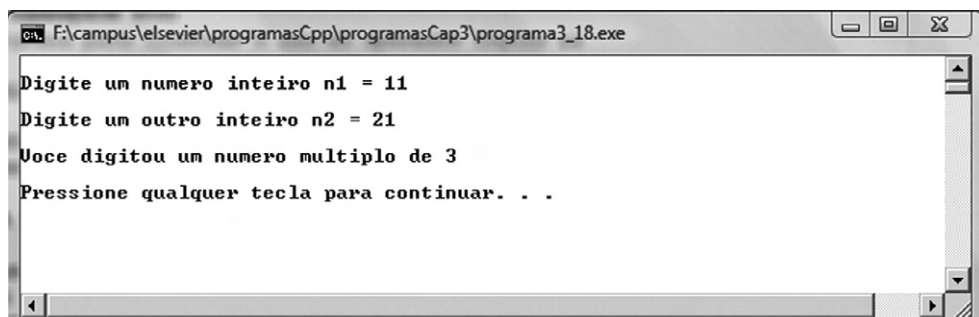 F:\campus\elsevier\programasCpp\programasCap3\programa3_18.exe
Digite um numero inteiro n1 = 11
Digite um outro inteiro n2 = 21
Voce digitou um numero multiplo de 3
Pressione qualquer tecla para continuar. . .